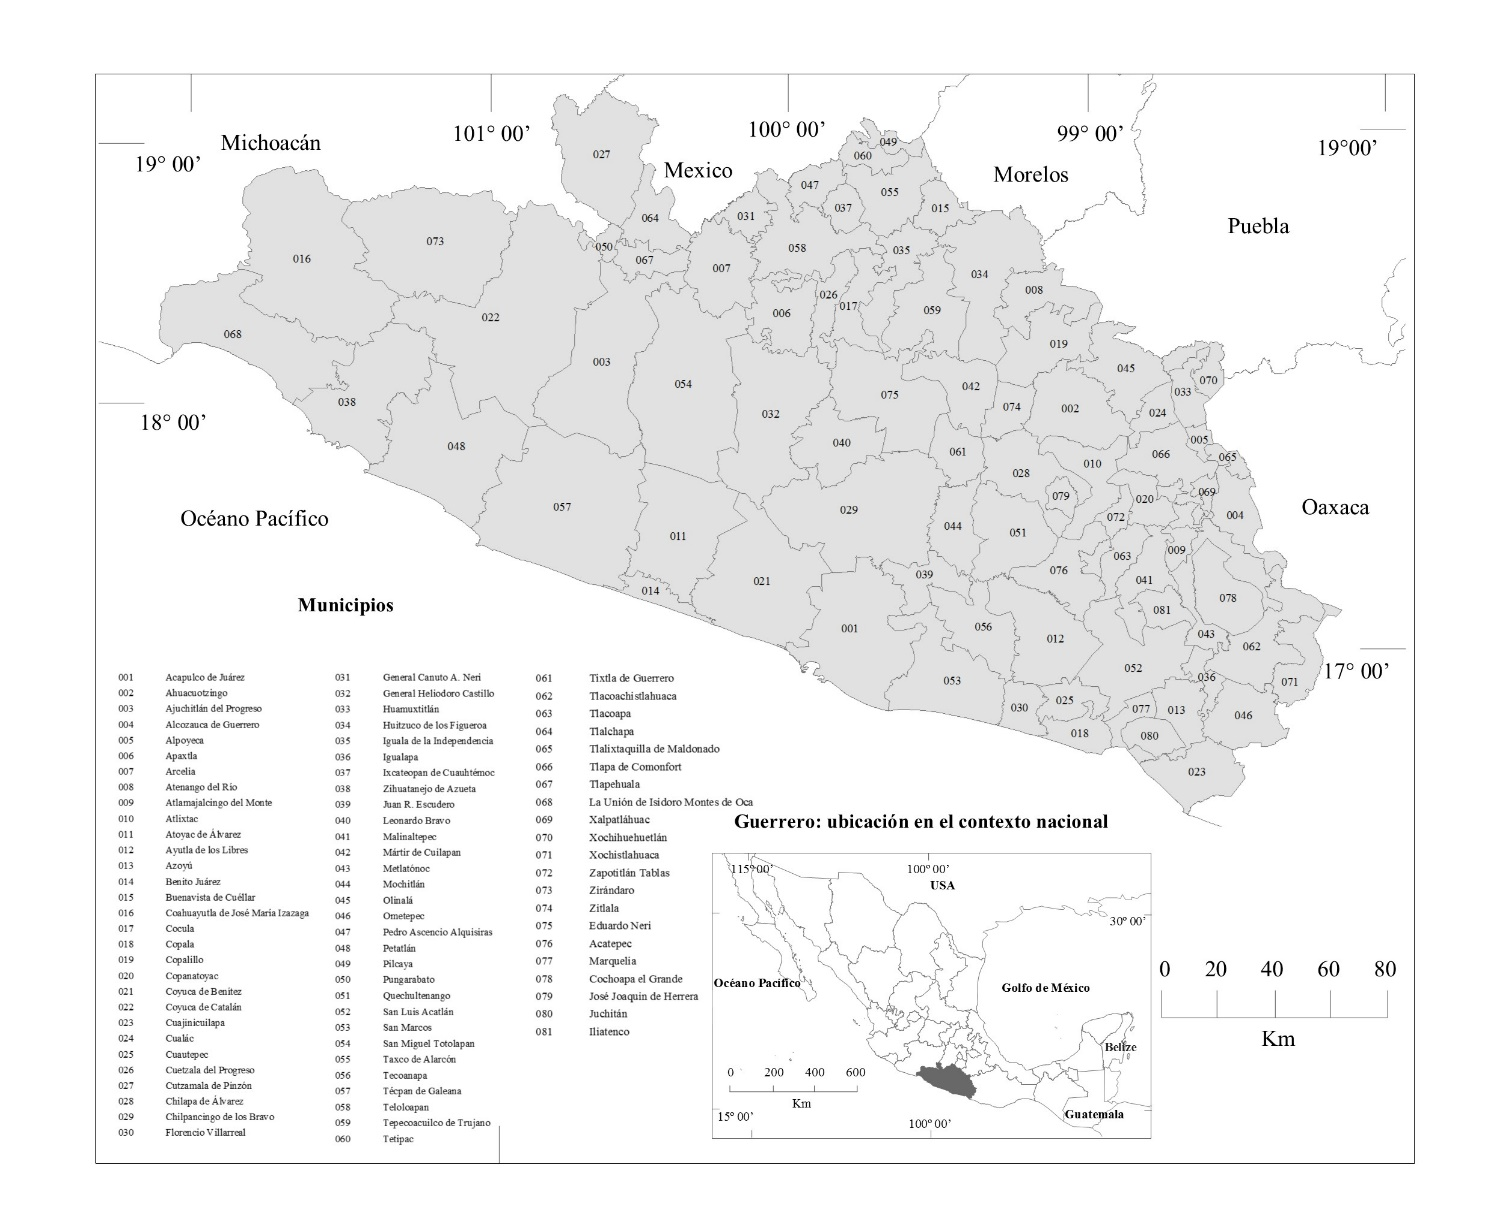 Michoacán
101° 00’
100° 00’
99° 00’
19° 00’
Mexico
Morelos
19°00’
Puebla
027
049
060
047
055
037
015
031
064
016
073
050
067
007
058
035
034
008
026
017
006
059
022
068
003
019
045
070
033
054
042
075
074
002
024
038
032
18° 00’
048
040
061
005
066
065
010
028
079
020
069
004
Océano Pacífico
057
029
044
051
072
Oaxaca
011
063
009
076
039
041
021
014
078
081
Municipios
001
056
012
043
062
052
036
071
17° 00’
053
030
025
077
013
046
018
080
023
001 Acapulco de Juárez
002 Ahuacuotzingo
003 Ajuchitlán del Progreso
004 Alcozauca de Guerrero
005 Alpoyeca
006 Apaxtla
007 Arcelia
008 Atenango del Río
009 Atlamajalcingo del Monte
010 Atlixtac
011 Atoyac de Álvarez
012 Ayutla de los Libres
013 Azoyú
014 Benito Juárez
015 Buenavista de Cuéllar
016 Coahuayutla de José María Izazaga
017 Cocula
018 Copala
019 Copalillo
020 Copanatoyac
021 Coyuca de Benítez
022 Coyuca de Catalán
023 Cuajinicuilapa
024 Cualác
025 Cuautepec
026 Cuetzala del Progreso
027 Cutzamala de Pinzón
028 Chilapa de Álvarez
029 Chilpancingo de los Bravo
030 Florencio Villarreal
031 General Canuto A. Neri
032 General Heliodoro Castillo
033 Huamuxtitlán
034 Huitzuco de los Figueroa
035 Iguala de la Independencia
036 Igualapa
037 Ixcateopan de Cuauhtémoc
038 Zihuatanejo de Azueta
039 Juan R. Escudero
040 Leonardo Bravo
041 Malinaltepec
042 Mártir de Cuilapan
043 Metlatónoc
044 Mochitlán
045 Olinalá
046 Ometepec
047 Pedro Ascencio Alquisiras
048 Petatlán
049 Pilcaya
050 Pungarabato
051 Quechultenango
052 San Luis Acatlán
053 San Marcos
054 San Miguel Totolapan
055 Taxco de Alarcón
056 Tecoanapa
057 Técpan de Galeana
058 Teloloapan
059 Tepecoacuilco de Trujano
060 Tetipac
061 Tixtla de Guerrero
062 Tlacoachistlahuaca
063 Tlacoapa
064 Tlalchapa
065 Tlalixtaquilla de Maldonado
066 Tlapa de Comonfort
067 Tlapehuala
068 La Unión de Isidoro Montes de Oca
069 Xalpatláhuac
070 Xochihuehuetlán
071 Xochistlahuaca
072 Zapotitlán Tablas
073 Zirándaro
074 Zitlala
075 Eduardo Neri
076 Acatepec
077 Marquelia
078 Cochoapa el Grande
079 José Joaquin de Herrera
080 Juchitán
081 Iliatenco
Guerrero: ubicación en el contexto nacional
115°00’
100°00’
USA
30° 00’
Océano Pacífico
Golfo de México
Belize
0 200 400 600
Km
Guatemala
15° 00’
100°00’
0 20 40 60 80
Km